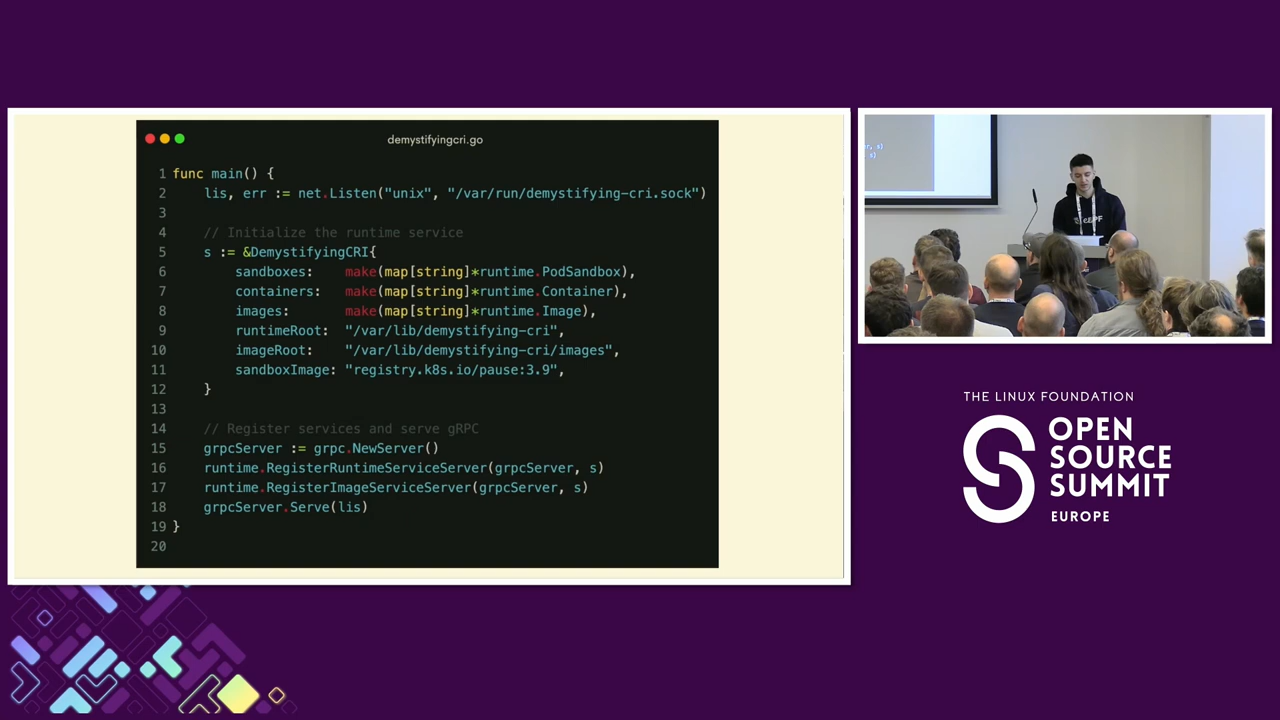 demystifyingcri.go
1 func main() {
2     lis, err := net.Listen("unix", "/var/run/demystifying-cri.sock")
3
4     // Initialize the runtime service
5     s := &DemystifyingCRI{
6         sandboxes:    make(map[string]*runtime.PodSandbox),
7         containers:   make(map[string]*runtime.Container),
8         images:       make(map[string]*runtime.Image),
9         runtimeRoot:  "/var/lib/demystifying-cri",
10         imageRoot:    "/var/lib/demystifying-cri/images",
11         sandboxImage: "registry.k8s.io/pause:3.9",
12     }
13
14     // Register services and serve gRPC
15     grpcServer := grpc.NewServer()
16     runtime.RegisterRuntimeServiceServer(grpcServer, s)
17     runtime.RegisterImageServiceServer(grpcServer, s)
18     grpcServer.Serve(lis)
19 }
20
THE LINUX FOUNDATION
OPEN
SOURCE
SUMMIT
EUROPE